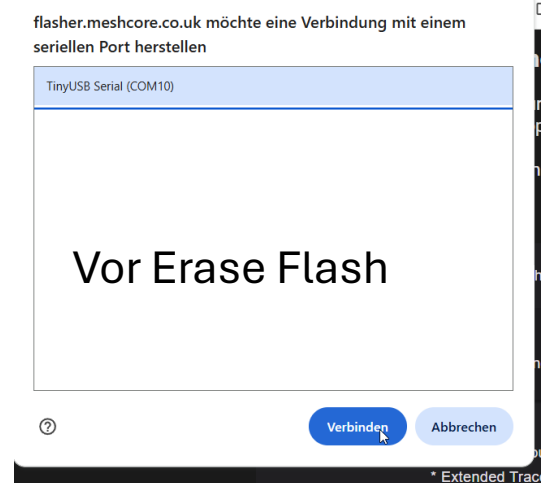 flasher.meshcore.co.uk möchte eine Verbindung mit einem
seriellen Port herstellen
TinyUSB Serial (COM10)
Vor Erase Flash
Verbinden
Abbrechen
* Extended Trac